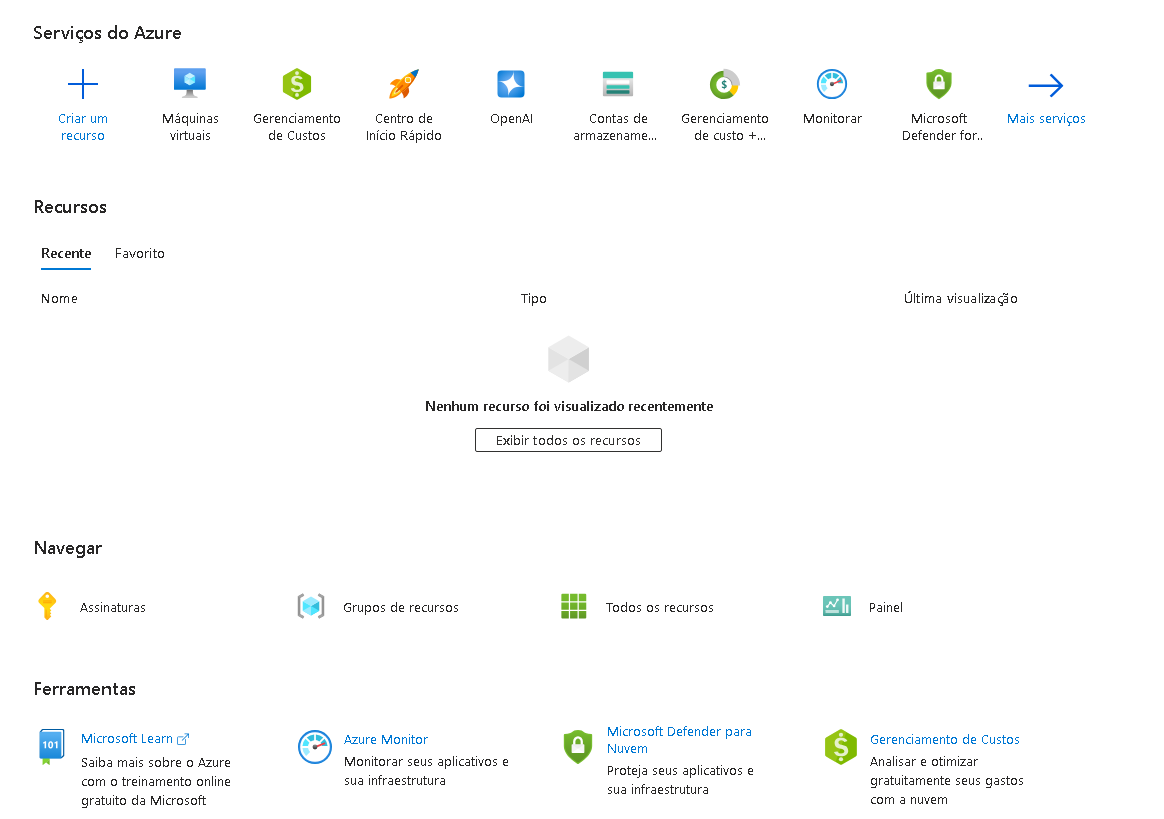 Serviços do Azure
Criar um
recurso
Máquinas
virtuais
Gerenciamento
de Custos
Centro de
Início Rápido
OpenAI
Contas de
armazename...
Gerenciamento
de custo +...
Monitorar
Microsoft
Defender for..
Mais serviços
Recursos
Recente
Favorito
Nome
Tipo
Última visualização
Nenhum recurso foi visualizado recentemente
Exibir todos os recursos
Navegar
Assinaturas
Grupos de recursos
Todos os recursos
Painel
Ferramentas
101
Microsoft Learn
Saiba mais sobre o Azure
com o treinamento online
gratuito da Microsoft
Azure Monitor
Monitorar seus aplicativos e
sua infraestrutura
Microsoft Defender para
Nuvem
Proteja seus aplicativos e
sua infraestrutura
Gerenciamento de Custos
Analisar e otimizar
gratuitamente seus gastos
com a nuvem